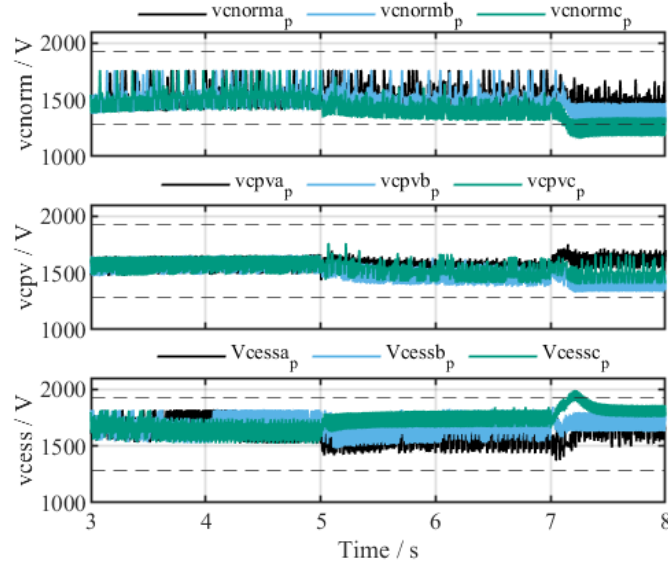 vcnorma_p vcnormb_p vcnormc_p
2000
1500
1000
vcnorm / V
vcpva_p vcpvb_p vcpvc_p
2000
1500
1000
vcpv / V
Vcessa_p Vcessb_p Vcessc_p
2000
1500
1000
vcess/ V
3 4 5 6 7 8
Time / s